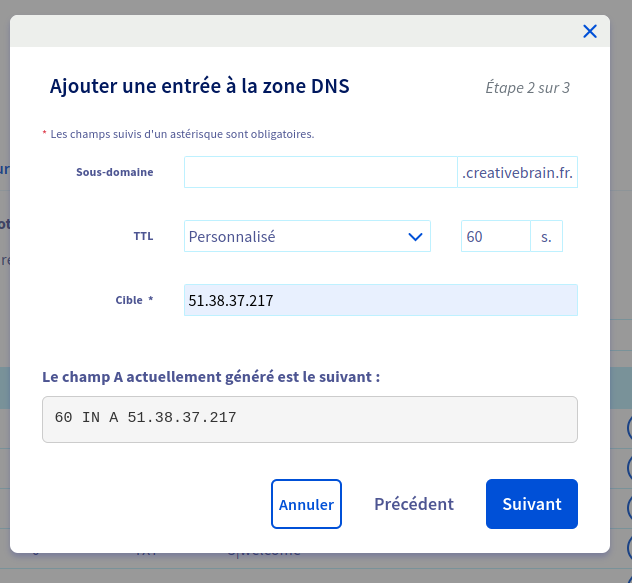 Ajouter une entrée à la zone DNS
Étape 2 sur 3
* Les champs suivis d'un astérisque sont obligatoires.
Sous-domaine
.creativebrain.fr.
TTL
Personnalisé
60
s.
Cible *
51.38.37.217
Le champ A actuellement généré est le suivant :
60 IN A 51.38.37.217
Annuler
Précédent
Suivant